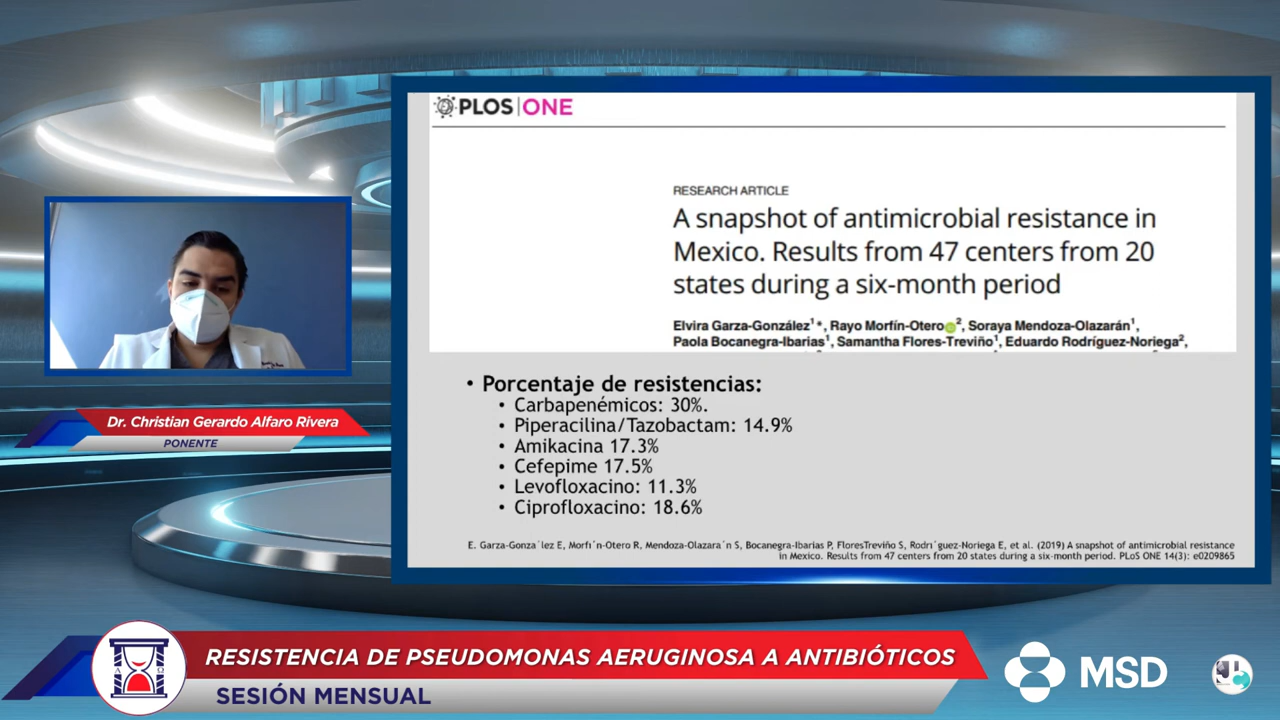 PLOS ONE
RESEARCH ARTICLE
A snapshot of antimicrobial resistance in
Mexico. Results from 47 centers from 20
states during a six-month period
Elvira Garza-González1*, Rayo Morfín-Otero2, Soraya Mendoza-Olazarán1,
Paola Bocanegra-Ibarias1, Samantha Flores-Treviño1, Eduardo Rodríguez-Noriega2,
• Porcentaje de resistencias:
• Carbapenémicos: 30%.
• Piperacilina/Tazobactam: 14.9%
• Amikacina 17.3%
• Cefepime 17.5%
• Levofloxacino: 11.3%
• Ciprofloxacino: 18.6%
E. Garza-Gonza´lez E, Morfı´n-Otero R, Mendoza-Olazara´n S, Bocanegra-Ibarias P, FloresTreviño S, Rodrı´guez-Noriega E, et al. (2019) A snapshot of antimicrobial resistance
in Mexico. Results from 47 centers from 20 states during a six-month period. PLoS ONE 14(3): e0209865
Dr. Christian Gerardo Alfaro Rivera
PONENTE
RESISTENCIA DE PSEUDOMONAS AERUGINOSA A ANTIBIÓTICOS
SESIÓN MENSUAL
MSD